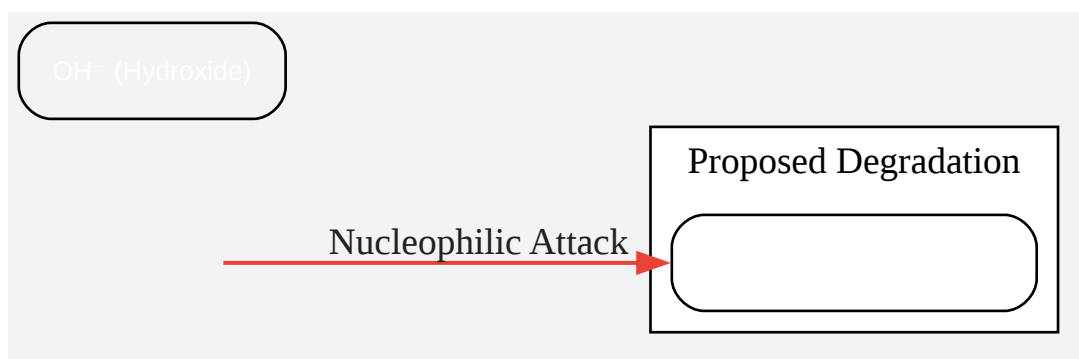 OH⁻ (Hydroxide)
Proposed Degradation
Nucleophilic Attack